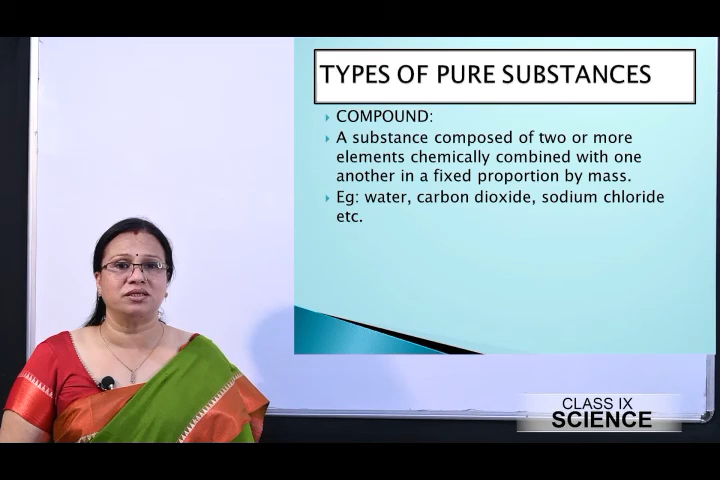 TYPES OF PURE SUBSTANCES
COMPOUND:
A substance composed of two or more
elements chemically combined with one
another in a fixed proportion by mass.
Eg: water, carbon dioxide, sodium chloride
etc.
CLASS IX
SCIENCE